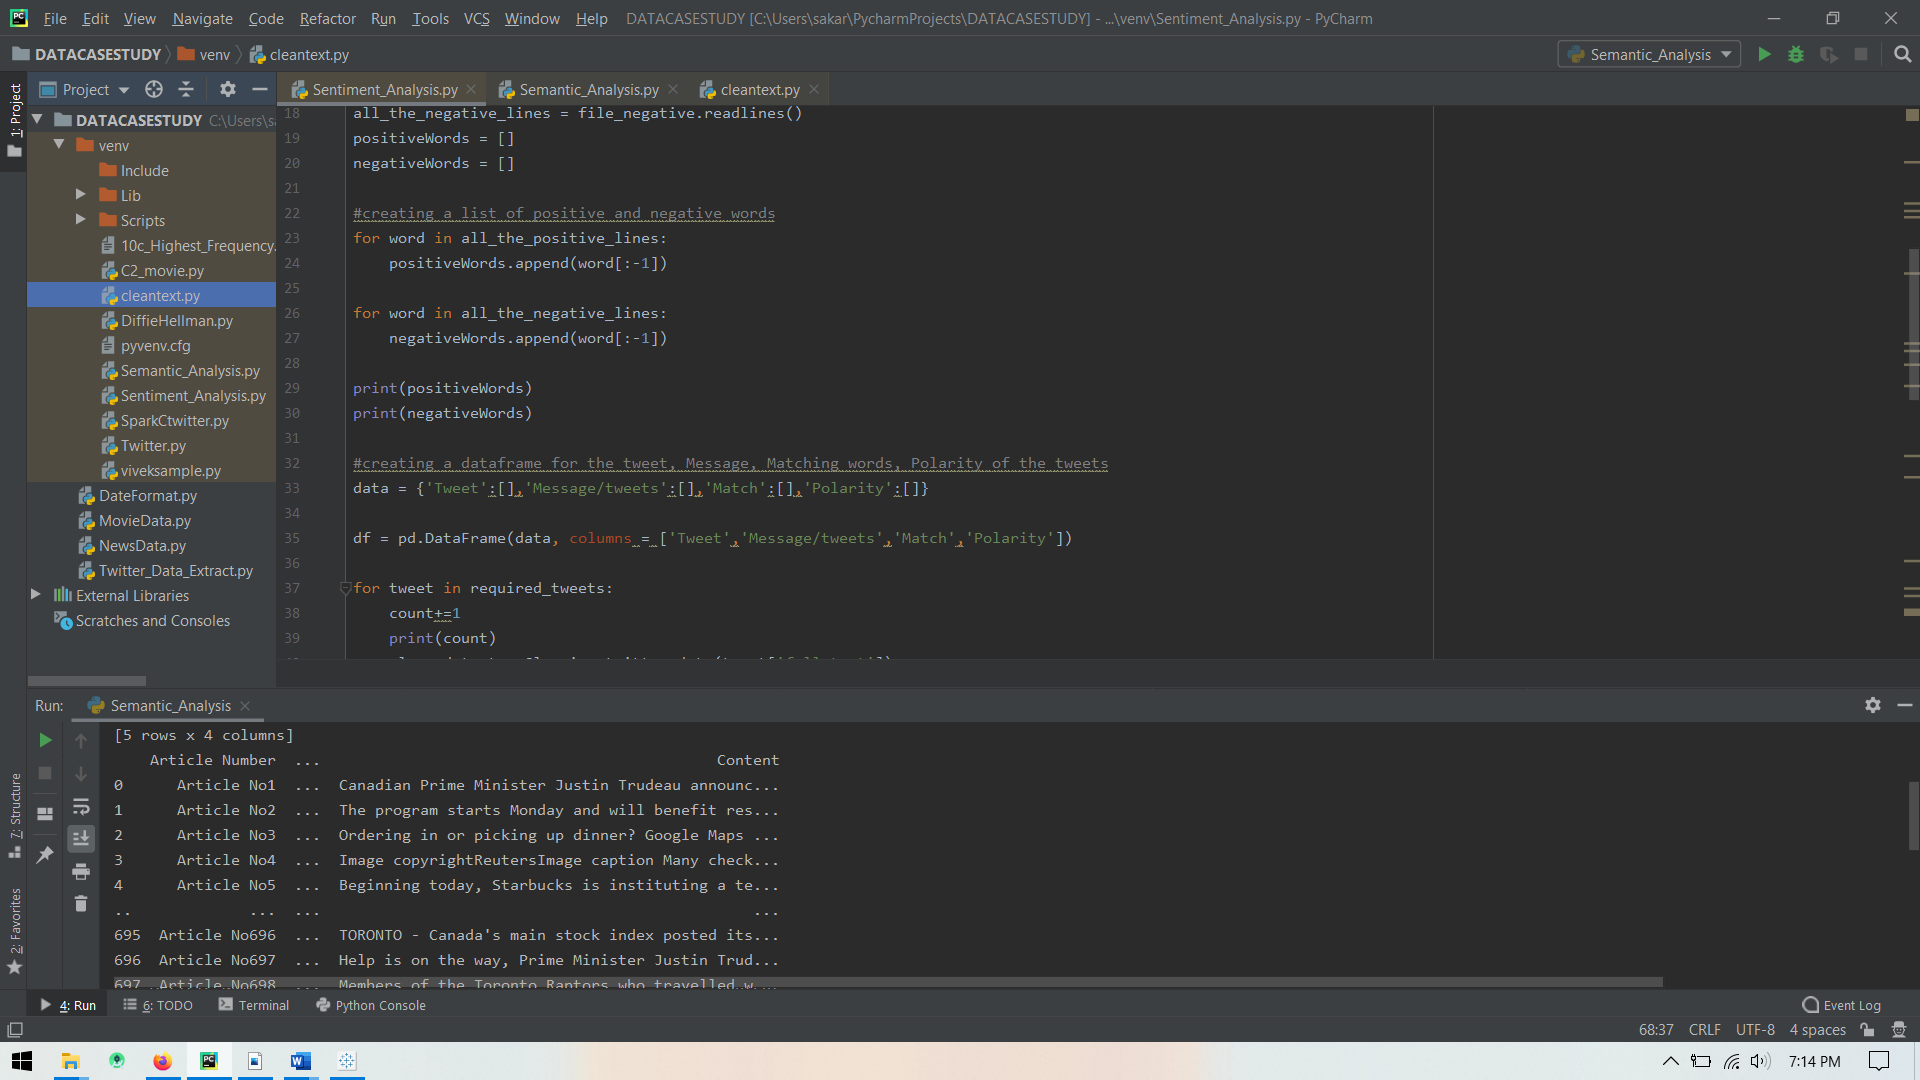 File Edit View Navigate Code Refactor Run Tools VCS Window Help DATACASESTUDY [C:\Users\sakar\PycharmProjects\DATACASESTUDY] - ...\venv\Sentiment_Analysis.py - PyCharm
DATACASESTUDY venv cleantext.py Semantic_Analysis
1: Project
Project
DATACASESTUDY C:\Users\sa
venv
Include
Lib
Scripts
10c_Highest_Frequency.
C2_movie.py
cleantext.py
DiffieHellman.py
pyvenv.cfg
Semantic_Analysis.py
Sentiment_Analysis.py
SparkCtwitter.py
Twitter.py
viveksample.py
DateFormat.py
MovieData.py
NewsData.py
Twitter_Data_Extract.py
External Libraries
Scratches and Consoles
Sentiment_Analysis.py Semantic_Analysis.py cleantext.py
18 all_the_negative_lines = file_negative.readlines()
19 positiveWords = []
20 negativeWords = []
21
22 #creating a list of positive and negative words
23 for word in all_the_positive_lines:
24     positiveWords.append(word[:-1])
25
26 for word in all_the_negative_lines:
27     negativeWords.append(word[:-1])
28
29 print(positiveWords)
30 print(negativeWords)
31
32 #creating a dataframe for the tweet, Message, Matching words, Polarity of the tweets
33 data = {'Tweet':[],'Message/tweets':[],'Match':[],'Polarity':[]}
34
35 df = pd.DataFrame(data, columns = ['Tweet','Message/tweets','Match','Polarity'])
36
37 for tweet in required_tweets:
38     count+=1
39     print(count)
Run: Semantic_Analysis
7: Structure
2: Favorites
[5 rows x 4 columns]
Article Number ... Content
0 Article No1 ... Canadian Prime Minister Justin Trudeau announc...
1 Article No2 ... The program starts Monday and will benefit res...
2 Article No3 ... Ordering in or picking up dinner? Google Maps ...
3 Article No4 ... Image copyrightReutersImage caption Many check...
4 Article No5 ... Beginning today, Starbucks is instituting a te...
.. ... ... ...
695 Article No696 ... TORONTO - Canada's main stock index posted its...
696 Article No697 ... Help is on the way, Prime Minister Justin Trud...
697 Article No698 ... Members of the Toronto Raptors who travelled w...
4: Run 6: TODO Terminal Python Console Event Log
68:37 CRLF UTF-8 4 spaces
7:14 PM